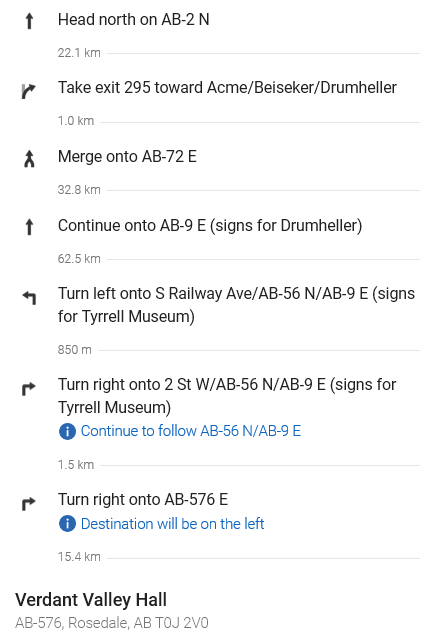 Head north on AB-2 N
22.1 km
Take exit 295 toward Acme/Beiseker/Drumheller
1.0 km
Merge onto AB-72 E
32.8 km
Continue onto AB-9 E (signs for Drumheller)
62.5 km
Turn left onto S Railway Ave/AB-56 N/AB-9 E (signs
for Tyrrell Museum)
850 m
Turn right onto 2 St W/AB-56 N/AB-9 E (signs for
Tyrrell Museum)
Continue to follow AB-56 N/AB-9 E
1.5 km
Turn right onto AB-576 E
Destination will be on the left
15.4 km
Verdant Valley Hall
AB-576, Rosedale, AB T0J 2V0